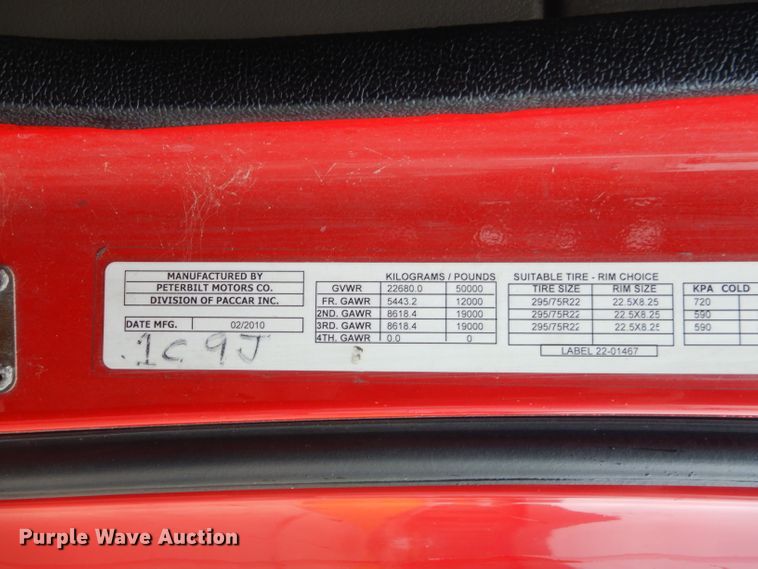 MANUFACTURED BY
PETERBILT MOTORS CO.
DIVISION OF PACCAR INC.
DATE MFG. 02/2010
1C9J
KILOGRAMS / POUNDS
GVWR 22680.0 50000
FR. GAWR 5443.2 12000
2ND. GAWR 8618.4 19000
3RD. GAWR 8618.4 19000
4TH. GAWR 0.0 0
SUITABLE TIRE - RIM CHOICE
TIRE SIZE RIM SIZE
295/75R22 22.5X8.25
295/75R22 22.5X8.25
295/75R22 22.5X8.25
LABEL 22-01467
KPA COLD
720
590
590
Purple Wave Auction